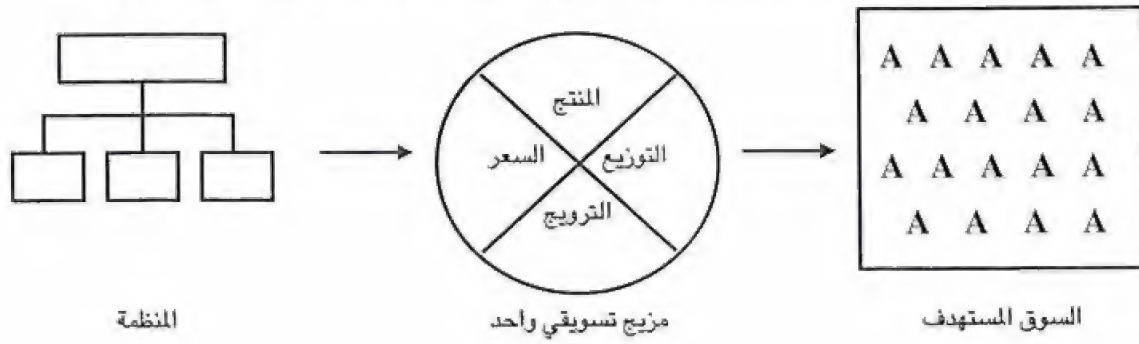 المنتج
السعر
التوزيع
الترويج
A A A A A
A A A A
A A A A A
A A A A
المنظمة
مزيج تسويقي واحد
السوق المستهدف